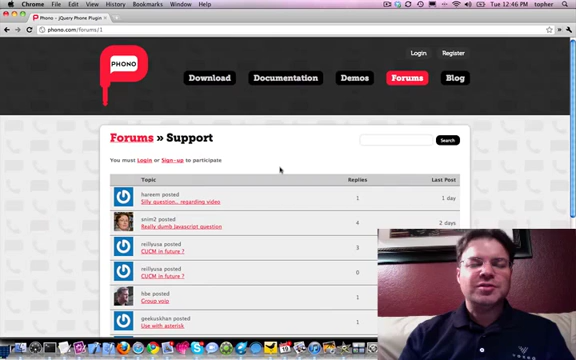 Chrome File Edit View History Bookmarks Window Help
Tue 12:46 PM topher
Phono - jQuery Phone Plugin
phono.com/forums/1
Login Register
PHONO
Download Documentation Demos Forums Blog
Forums » Support
Search
You must Login or Sign-up to participate
Topic Replies Last Post
hareem posted
Silly question... regarding video 1 1 day
snim2 posted
Really dumb Javascript question 4 2 days
reillyusa posted
CUCM in future ? 3
reillyusa posted
CUCM in future ? 0
hbe posted
Group voip 1
geekuskhan posted
Use with asterisk 1